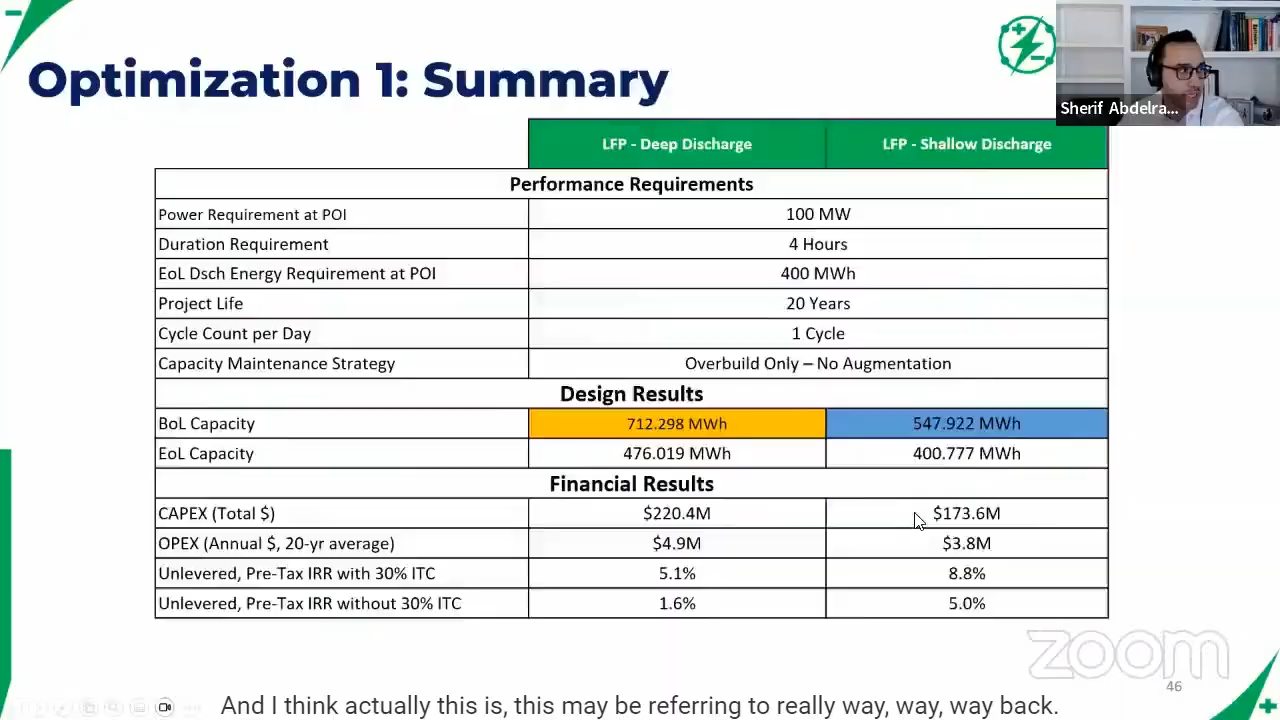 Optimization 1: Summary
Sherif Abdelra...
LFP - Deep Discharge LFP - Shallow Discharge
Performance Requirements
Power Requirement at POI 100 MW
Duration Requirement 4 Hours
EoL Dsch Energy Requirement at POI 400 MWh
Project Life 20 Years
Cycle Count per Day 1 Cycle
Capacity Maintenance Strategy Overbuild Only – No Augmentation
Design Results
BoL Capacity 712.298 MWh 547.922 MWh
EoL Capacity 476.019 MWh 400.777 MWh
Financial Results
CAPEX (Total $) $220.4M $173.6M
OPEX (Annual $, 20-yr average) $4.9M $3.8M
Unlevered, Pre-Tax IRR with 30% ITC 5.1% 8.8%
Unlevered, Pre-Tax IRR without 30% ITC 1.6% 5.0%
zoom
46
And I think actually this is, this may be referring to really way, way, way back.